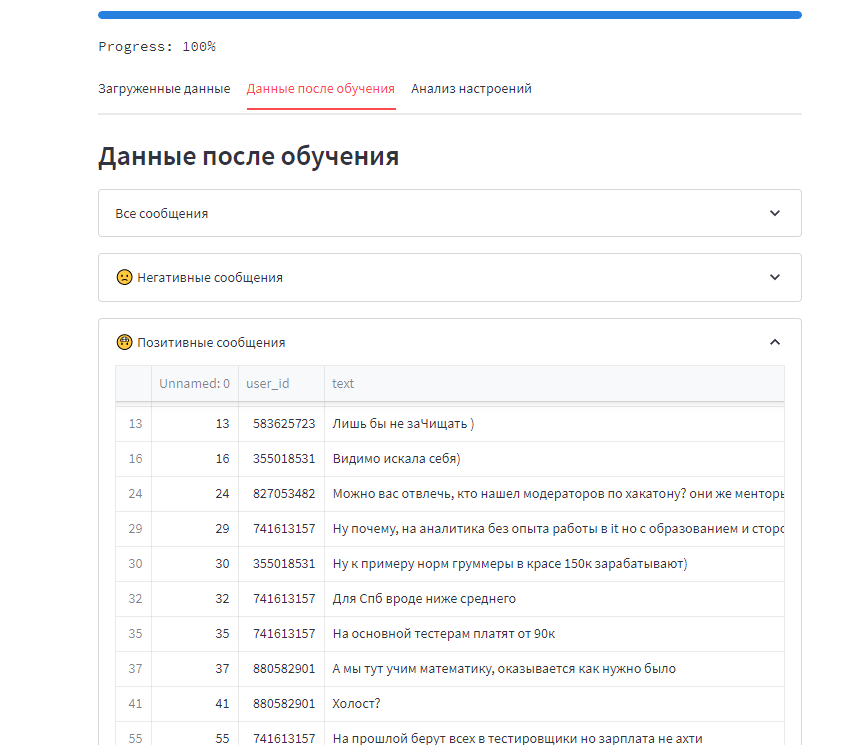 Progress: 100%
Загруженные данные Данные после обучения Анализ настроений
Данные после обучения
Все сообщения
Негативные сообщения
Позитивные сообщения
Unnamed: 0 user_id text
13 13 583625723 Лишь бы не заЧищать )
16 16 355018531 Видимо искала себя)
24 24 827053482 Можно вас отвлечь, кто нашел модераторов по хакатону? они же менторы
29 29 741613157 Ну почему, на аналитика без опыта работы в it но с образованием и сторо
30 30 355018531 Ну к примеру норм груммеры в красе 150к зарабатывают)
32 32 741613157 Для Спб вроде ниже среднего
35 35 741613157 На основной тестерам платят от 90к
37 37 880582901 А мы тут учим математику, оказывается как нужно было
41 41 880582901 Холост?
55 55 741613157 На прошлой берут всех в тестировщики но зарплата не ахти